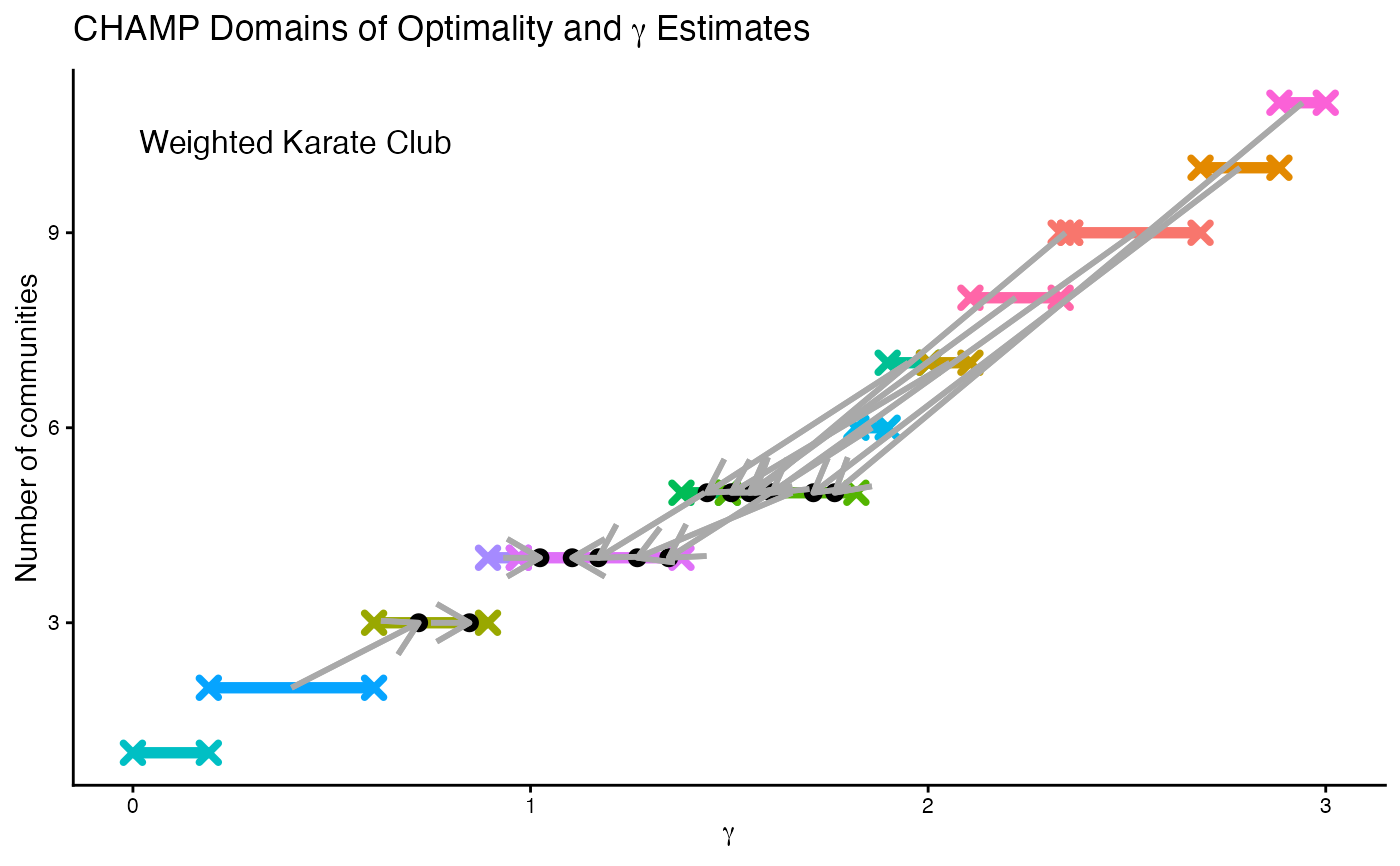 CHAMP Domains of Optimality and γ Estimates
Weighted Karate Club
Number of communities
9
6
3
0 1 2 3
γ